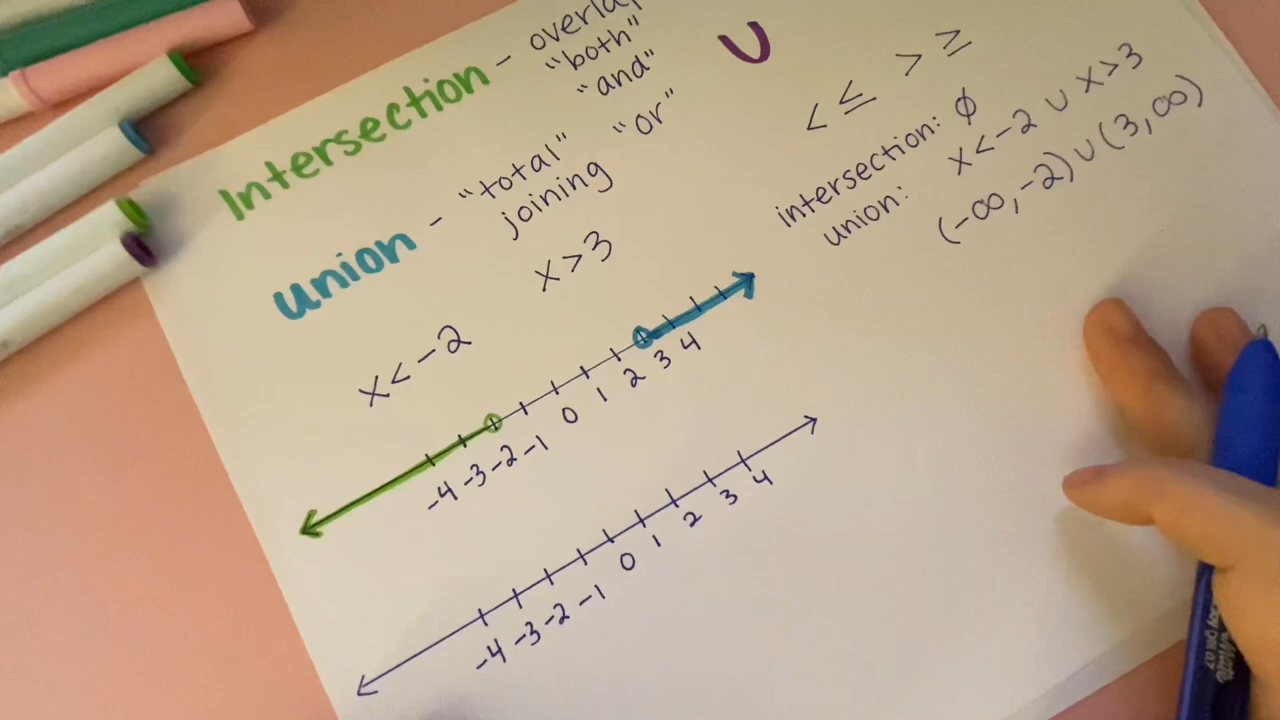 Intersection - overlap
"both"
"and"
union - "total" "or"
joining
∪
< ≤ > ≥
intersection: ∅
union: x<-2 ∪ x>3
(-∞,-2)∪(3,∞)
x<-2
x>3
-4 -3 -2 -1 0 1 2 3 4
-4 -3 -2 -1 0 1 2 3 4